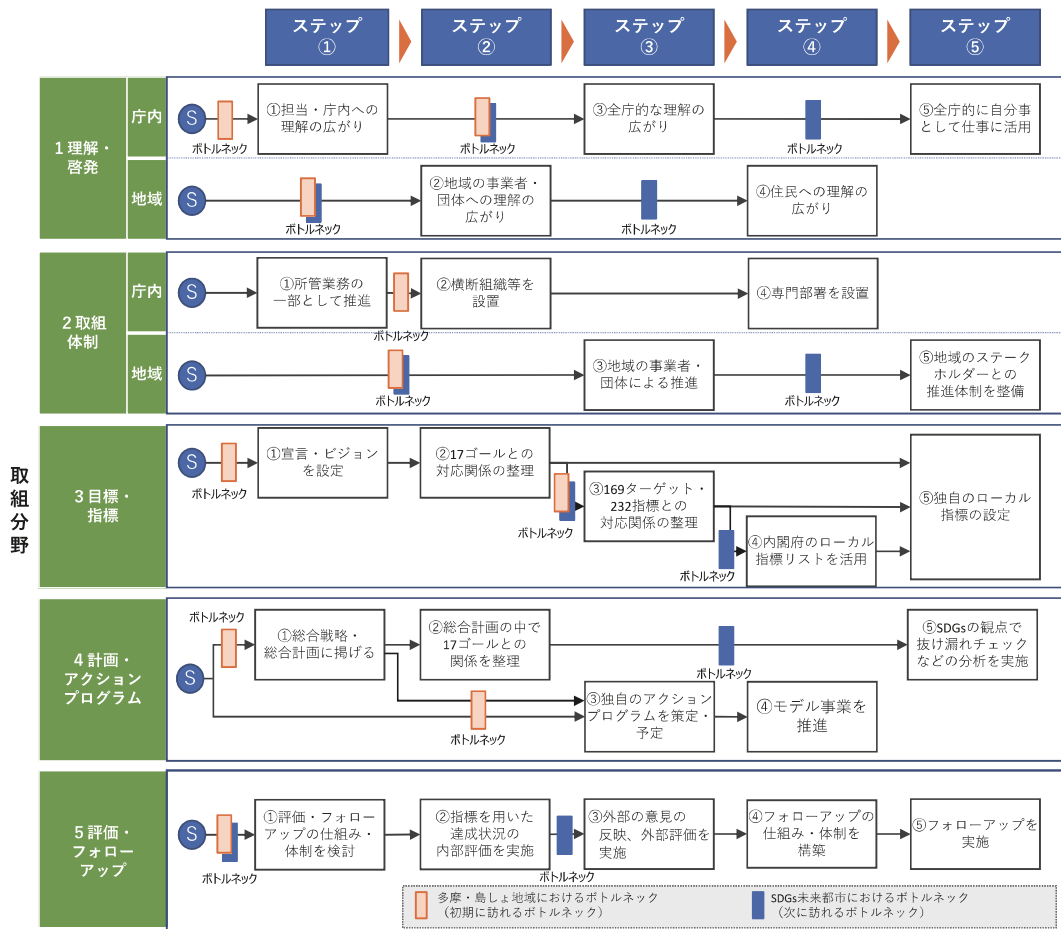 ステップ
①
ステップ
②
ステップ
③
ステップ
④
ステップ
⑤
取組分野
1 理解・
啓発
庁内
S
ボトルネック
①担当・庁内への
理解の広がり
ボトルネック
③全庁的な理解の
広がり
ボトルネック
⑤全庁的に自分事
として仕事に活用
地域
S
ボトルネック
②地域の事業者・
団体への理解の
広がり
ボトルネック
④住民への理解の
広がり
2 取組
体制
庁内
S
①所管業務の
一部として推進
ボトルネック
②横断組織等を
設置
④専門部署を設置
地域
S
ボトルネック
③地域の事業者・
団体による推進
ボトルネック
⑤地域のステーク
ホルダーとの
推進体制を整備
3 目標・
指標
S
ボトルネック
①宣言・ビジョン
を設定
②17ゴールとの
対応関係の整理
ボトルネック
③169ターゲット・
232指標との
対応関係の整理
ボトルネック
④内閣府のローカル
指標リストを活用
⑤独自のローカル
指標の設定
4 計画・
アクション
プログラム
S
ボトルネック
①総合戦略・
総合計画に掲げる
②総合計画の中で
17ゴールとの
関係を整理
ボトルネック
⑤SDGsの観点で
抜け漏れチェック
などの分析を実施
ボトルネック
③独自のアクション
プログラムを策定・
予定
④モデル事業を
推進
5 評価・
フォロー
アップ
S
ボトルネック
①評価・フォロー
アップの仕組み・
体制を検討
②指標を用いた
達成状況の
内部評価を実施
ボトルネック
③外部の意見の
反映、外部評価を
実施
④フォローアップの
仕組み・体制を
構築
⑤フォローアップを
実施
多摩・島しょ地域におけるボトルネック
（初期に訪れるボトルネック）
SDGs未来都市におけるボトルネック
（次に訪れるボトルネック）